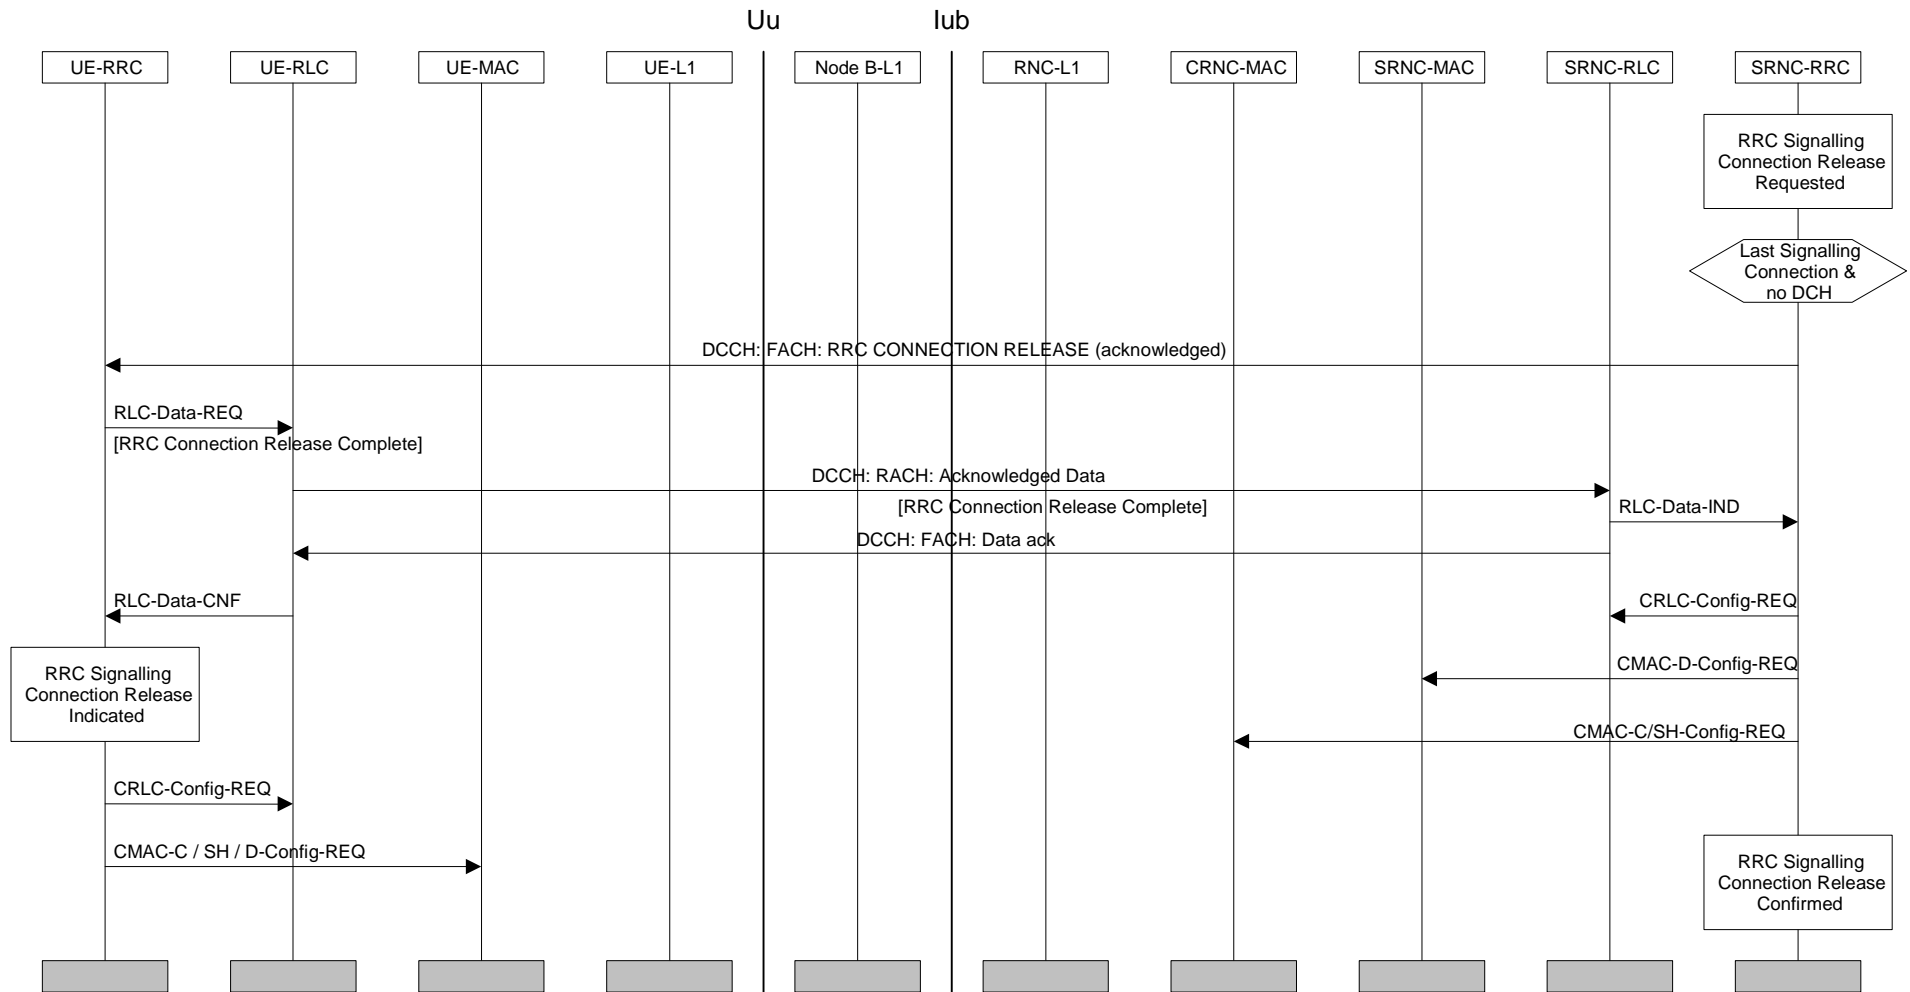 Uu
Iub
UE-RRC
UE-RLC
UE-MAC
UE-L1
Node B-L1
RNC-L1
CRNC-MAC
SRNC-MAC
SRNC-RLC
SRNC-RRC
RRC Signalling
Connection Release
Requested
Last Signalling
Connection &
no DCH
DCCH: FACH: RRC CONNECTION RELEASE (acknowledged)
RLC-Data-REQ
[RRC Connection Release Complete]
DCCH: RACH: Acknowledged Data
[RRC Connection Release Complete]
RLC-Data-IND
DCCH: FACH: Data ack
RLC-Data-CNF
CRLC-Config-REQ
RRC Signalling
Connection Release
Indicated
CMAC-D-Config-REQ
CMAC-C/SH-Config-REQ
CRLC-Config-REQ
CMAC-C / SH / D-Config-REQ
RRC Signalling
Connection Release
Confirmed